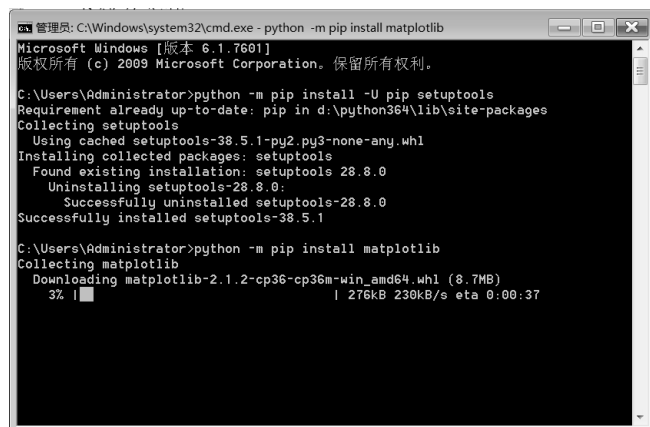 管理员: C:\Windows\system32\cmd.exe - python  -m pip install matplotlib
Microsoft Windows [版本 6.1.7601]
版权所有 (c) 2009 Microsoft Corporation。保留所有权利。
C:\Users\Administrator>python -m pip install -U pip setuptools
Requirement already up-to-date: pip in d:\python364\lib\site-packages
Collecting setuptools
  Using cached setuptools-38.5.1-py2.py3-none-any.whl
Installing collected packages: setuptools
  Found existing installation: setuptools 28.8.0
    Uninstalling setuptools-28.8.0:
      Successfully uninstalled setuptools-28.8.0
Successfully installed setuptools-38.5.1
C:\Users\Administrator>python -m pip install matplotlib
Collecting matplotlib
  Downloading matplotlib-2.1.2-cp36-cp36m-win_amd64.whl (8.7MB)
    3% |█                               | 276kB 230kB/s eta 0:00:37